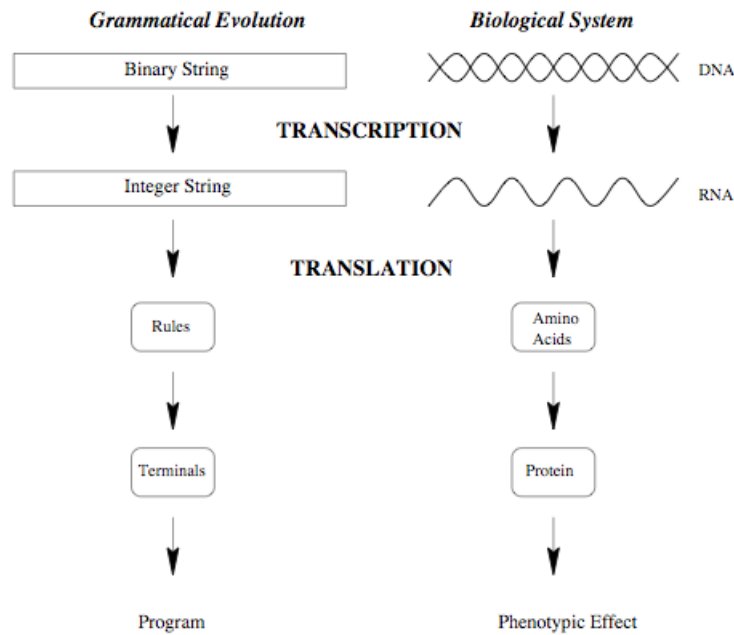 Grammatical Evolution
Biological System
Binary String
DNA
TRANSCRIPTION
Integer String
RNA
TRANSLATION
Rules
Amino
Acids
Terminals
Protein
Program
Phenotypic Effect